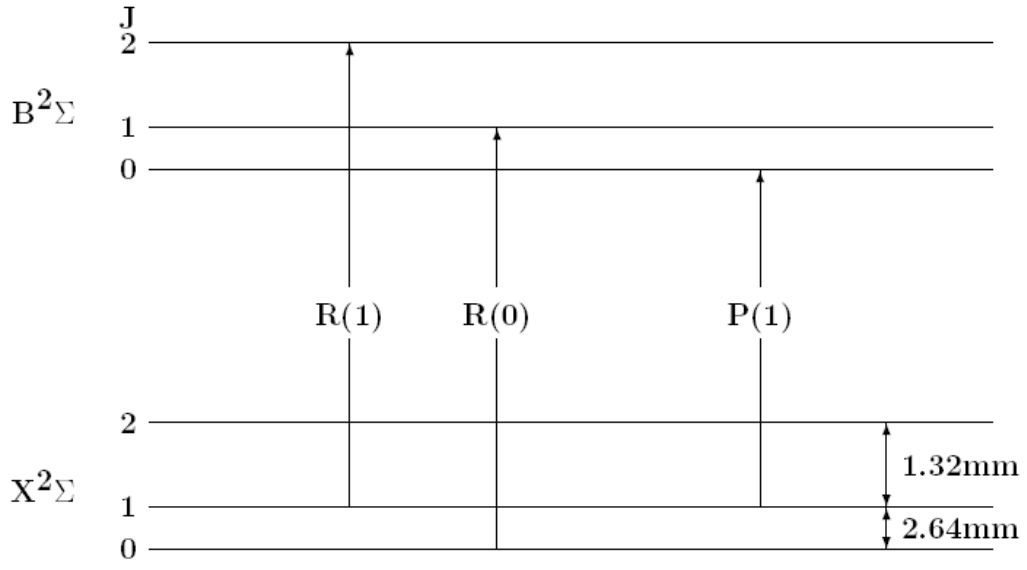 J
2
B²Σ
1
0
R(1) R(0) P(1)
2
1.32mm
X²Σ
1
2.64mm
0